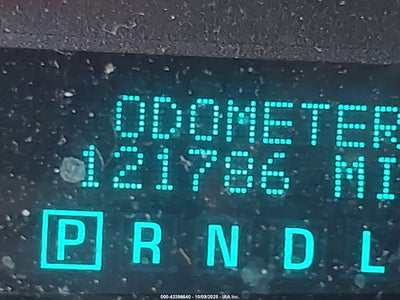 ODOMETER
121786 MI
P R N D L
000-43396640 - 10/09/2025 - IAA Inc.